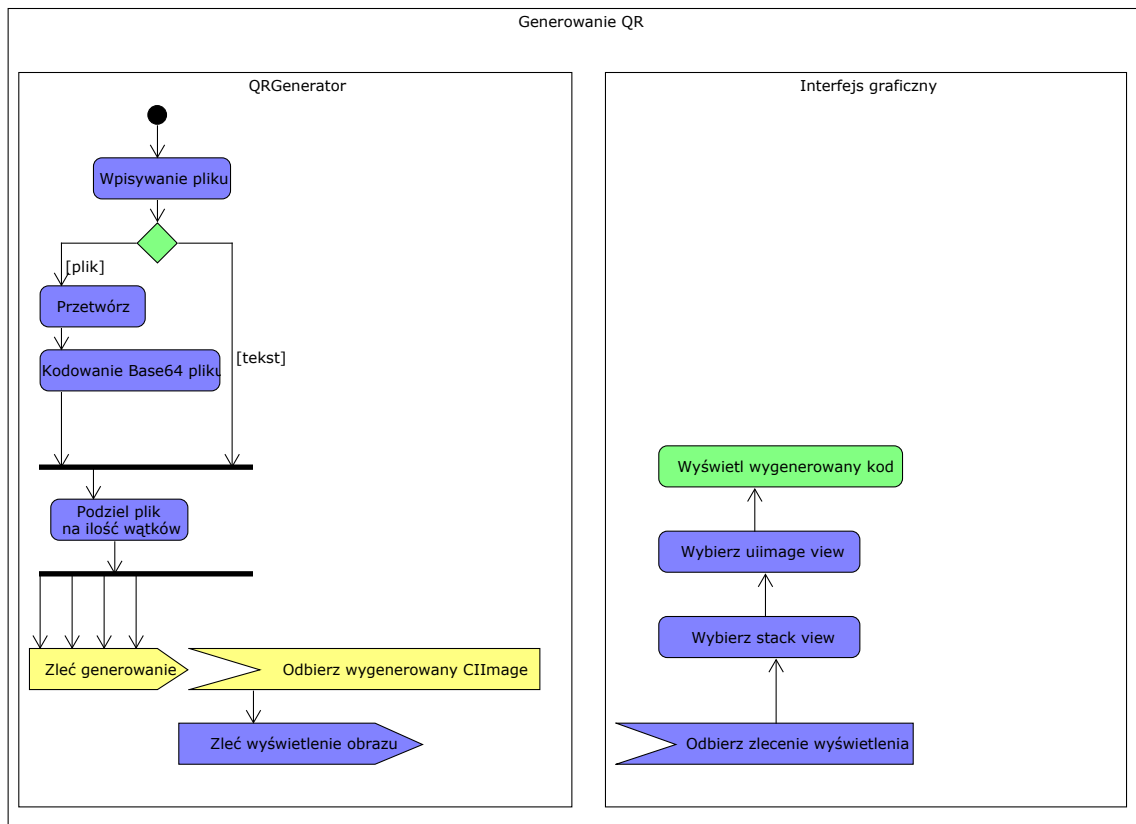 Generowanie QR
QRGenerator
Wpisywanie pliku
[plik]
Przetwórz
[tekst]
Kodowanie Base64 pliku
Podziel plik
na ilość wątków
Zleć generowanie
Odbierz wygenerowany CIImage
Zleć wyświetlenie obrazu
Interfejs graficzny
Wyświetl wygenerowany kod
Wybierz uiimage view
Wybierz stack view
Odbierz zlecenie wyświetlenia